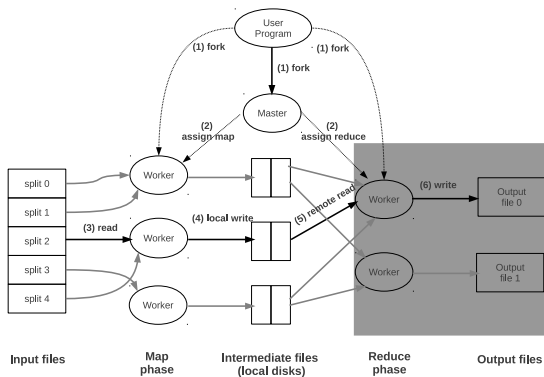 User
Program
(1) fork
(1) fork
(1) fork
Master
(2)
assign map
(2)
assign reduce
split 0
split 1
split 2
split 3
split 4
(3) read
Worker
Worker
Worker
(4) local write
(5) remote read
Worker
Worker
(6) write
Output
file 0
Output
file 1
Input files
Map
phase
Intermediate files
(local disks)
Reduce
phase
Output files